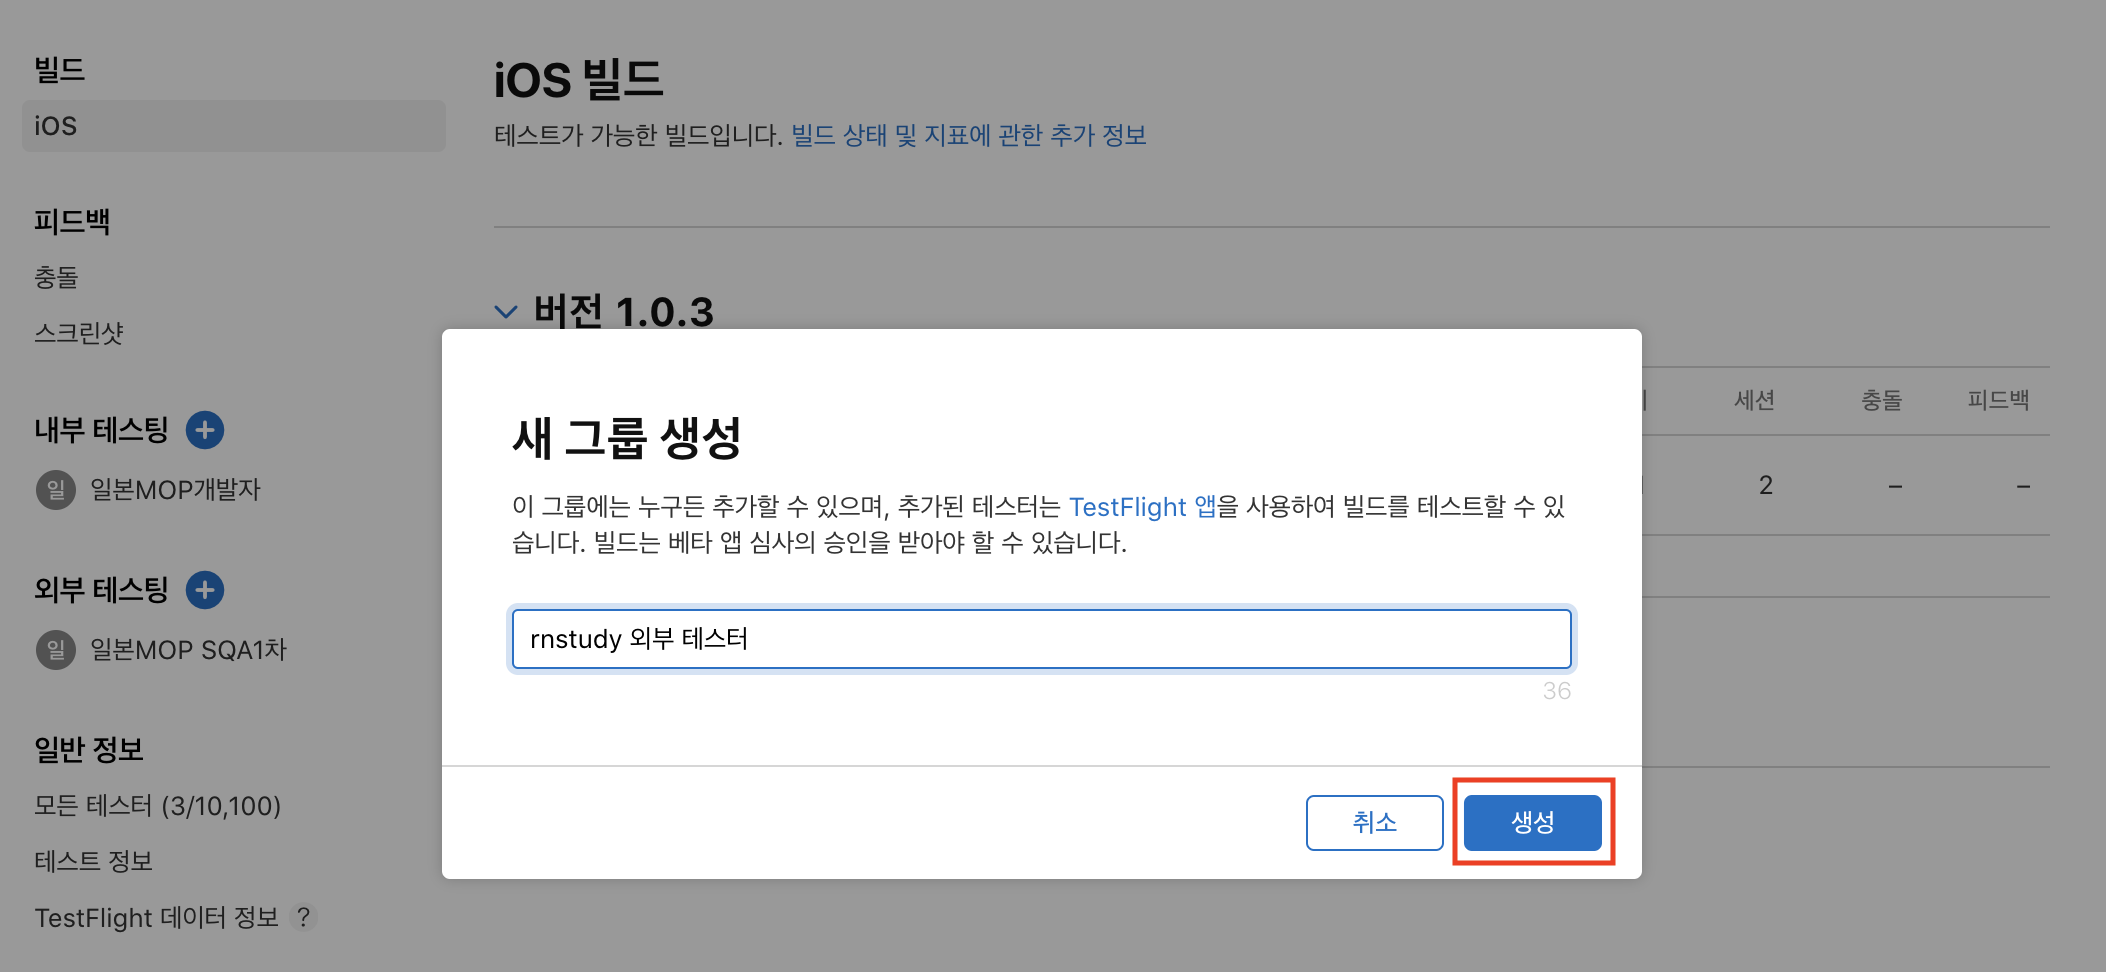 빌드
iOS
피드백
충돌
스크린샷
내부 테스팅
일 일본MOP개발자
외부 테스팅
일 일본MOP SQA1차
일반 정보
모든 테스터 (3/10,100)
테스트 정보
TestFlight 데이터 정보 ?
iOS 빌드
테스트가 가능한 빌드입니다. 빌드 상태 및 지표에 관한 추가 정보
버전 1.0.3
세션 충돌 피드백
2 – –
새 그룹 생성
이 그룹에는 누구든 추가할 수 있으며, 추가된 테스터는 TestFlight 앱을 사용하여 빌드를 테스트할 수 있
습니다. 빌드는 베타 앱 심사의 승인을 받아야 할 수 있습니다.
rnstudy 외부 테스터
36
취소 생성